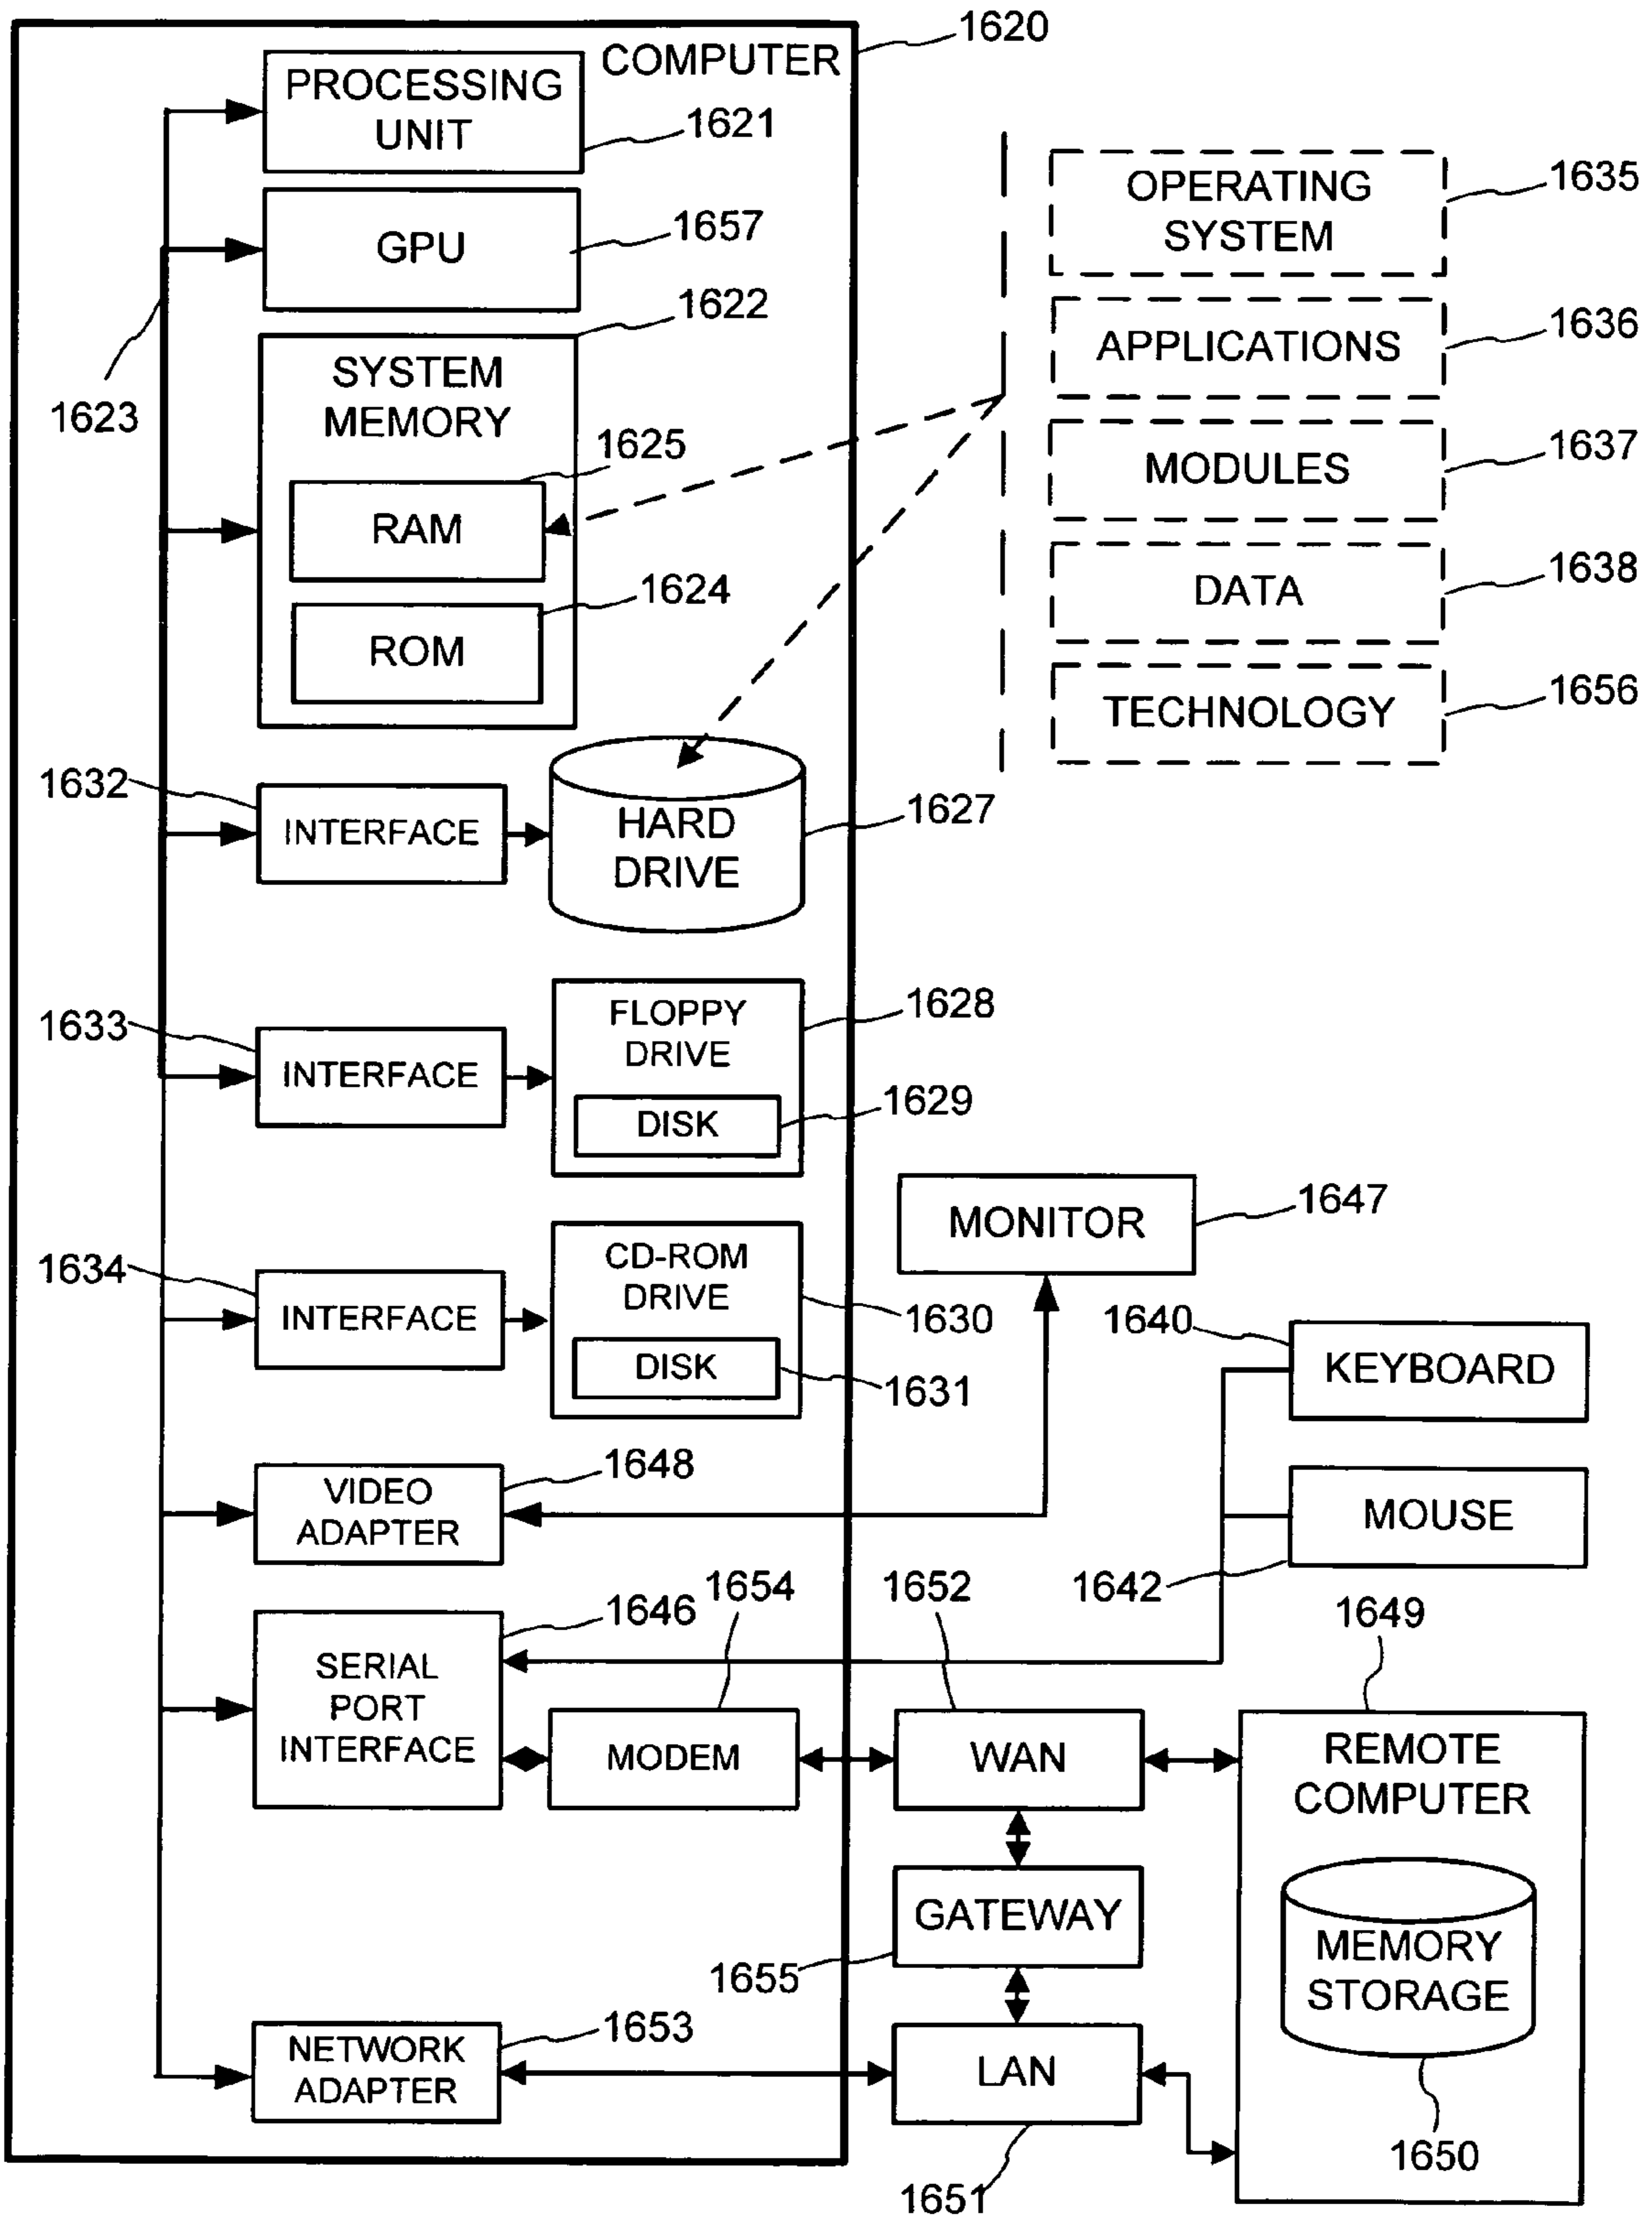 1620
COMPUTER
PROCESSING
UNIT
1621
GPU
1657
1622
SYSTEM
MEMORY
1623
1625
RAM
1624
ROM
OPERATING
SYSTEM
1635
APPLICATIONS
1636
MODULES
1637
DATA
1638
TECHNOLOGY
1656
1632
INTERFACE
HARD
DRIVE
1627
1633
INTERFACE
FLOPPY
DRIVE
1628
DISK
1629
1634
INTERFACE
CD-ROM
DRIVE
1630
DISK
1631
MONITOR
1647
1640
KEYBOARD
MOUSE
1642
VIDEO
ADAPTER
1648
1646
SERIAL
PORT
INTERFACE
1654
MODEM
1652
WAN
1649
REMOTE
COMPUTER
GATEWAY
1655
MEMORY
STORAGE
1650
NETWORK
ADAPTER
1653
LAN
1651